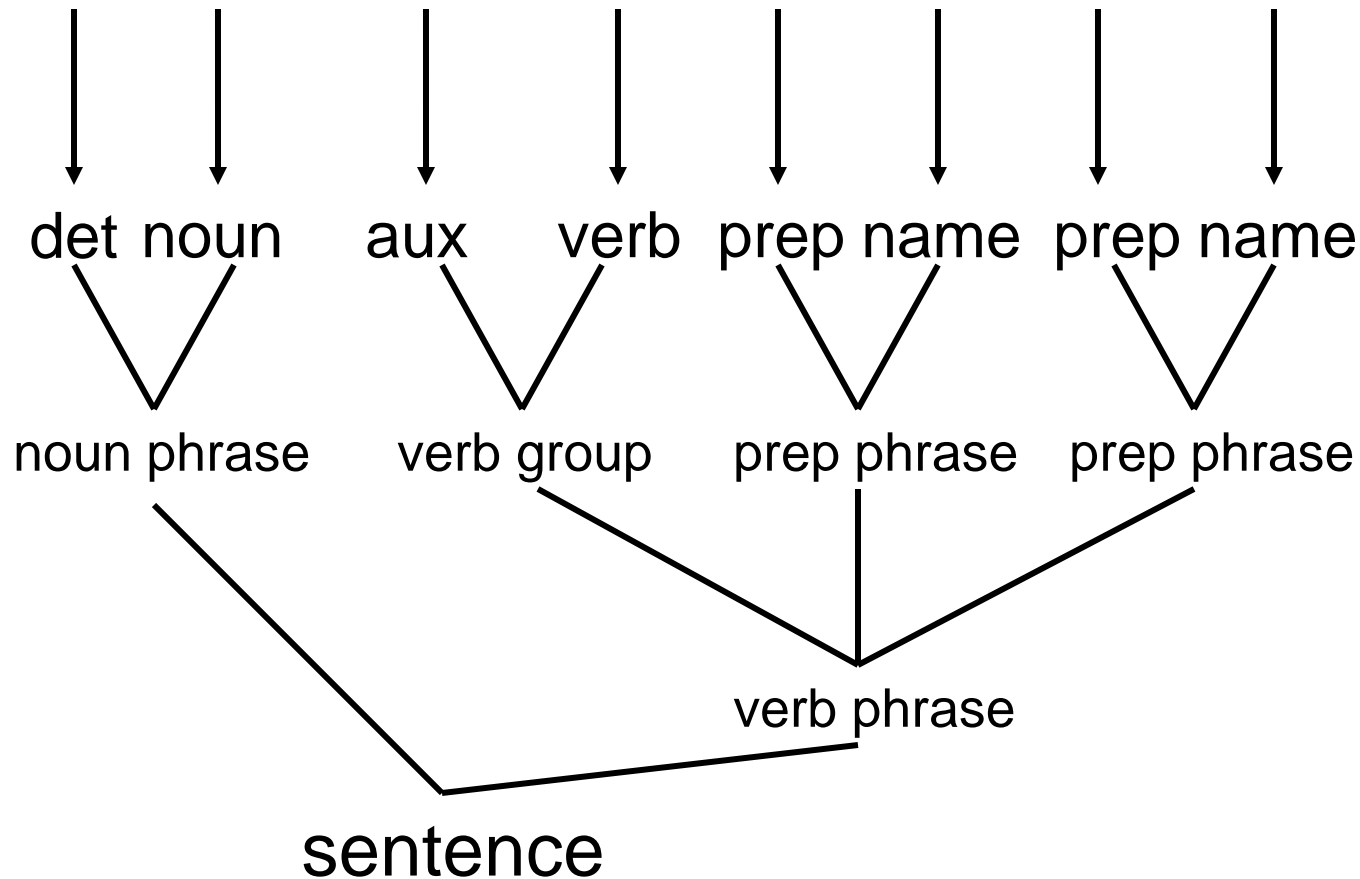 det noun aux verb prep name prep name
noun phrase verb group prep phrase prep phrase
verb phrase
sentence